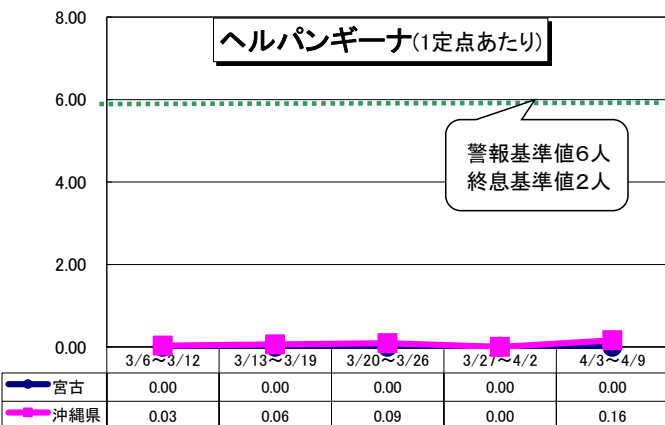 ヘルパンギーナ(1定点あたり)
8.00
6.00
4.00
2.00
0.00
警報基準値6人
終息基準値2人
3/6～3/12 3/13～3/19 3/20～3/26 3/27～4/2 4/3～4/9
宮古 0.00 0.00 0.00 0.00 0.00
沖縄県 0.03 0.06 0.09 0.00 0.16